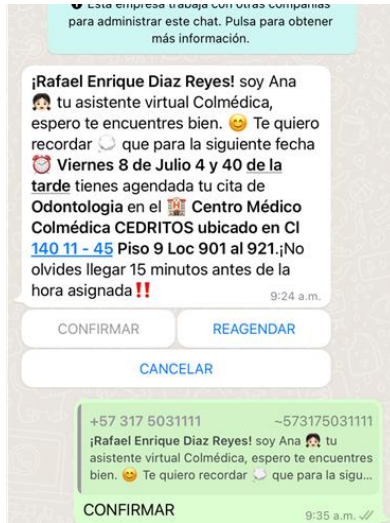 Esta empresa trabaja con otras compañías
para administrar este chat. Pulsa para obtener
más información.
¡Rafael Enrique Diaz Reyes! soy Ana
👧🏻 tu asistente virtual Colmédica,
espero te encuentres bien. 😊 Te quiero
recordar 💭 que para la siguiente fecha
⏰ Viernes 8 de Julio 4 y 40 de la
tarde tienes agendada tu cita de
Odontologia en el 🏥 Centro Médico
Colmédica CEDRITOS ubicado en Cl
140 11 - 45 Piso 9 Loc 901 al 921.¡No
olvides llegar 15 minutos antes de la
hora asignada‼️
9:24 a.m.
CONFIRMAR
REAGENDAR
CANCELAR
+57 317 5031111 ~573175031111
¡Rafael Enrique Diaz Reyes! soy Ana 👧🏻 tu
asistente virtual Colmédica, espero te encuentres
bien. 😊 Te quiero recordar 💭 que para la sigu...
CONFIRMAR
9:35 a.m.